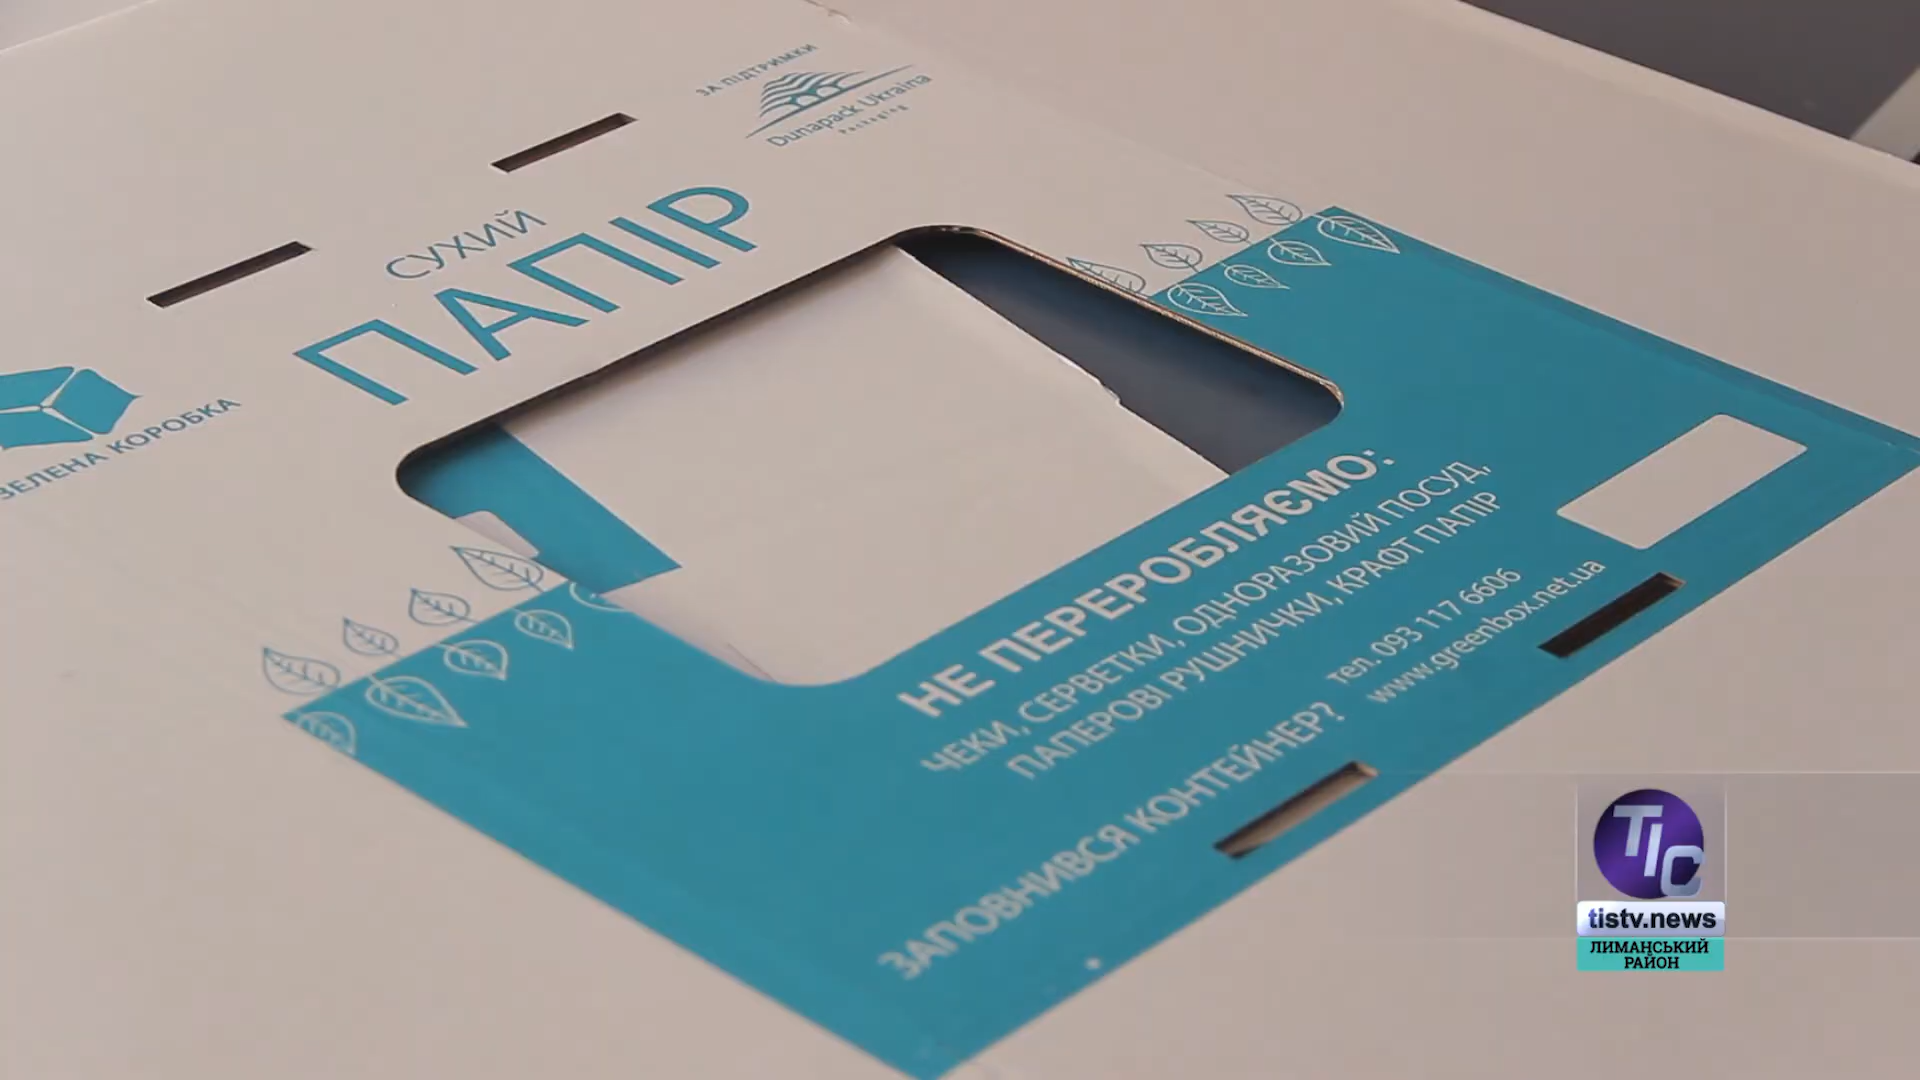 ЗА ПІДТРИМКИ
Dunapack Ukraina
Packaging
СУХИЙ
ПАПІР
ЗЕЛЕНА КОРОБКА
НЕ ПЕРЕРОБЛЯЄМО:
ЧЕКИ, СЕРВЕТКИ, ОДНОРАЗОВИЙ ПОСУД,
ПАПЕРОВІ РУШНИЧКИ, КРАФТ ПАПІР
ЗАПОВНИВСЯ КОНТЕЙНЕР?
тел. 093 117 6606
www.greenbox.net.ua
ТІС
tistv.news
ЛИМАНСЬКИЙ
РАЙОН